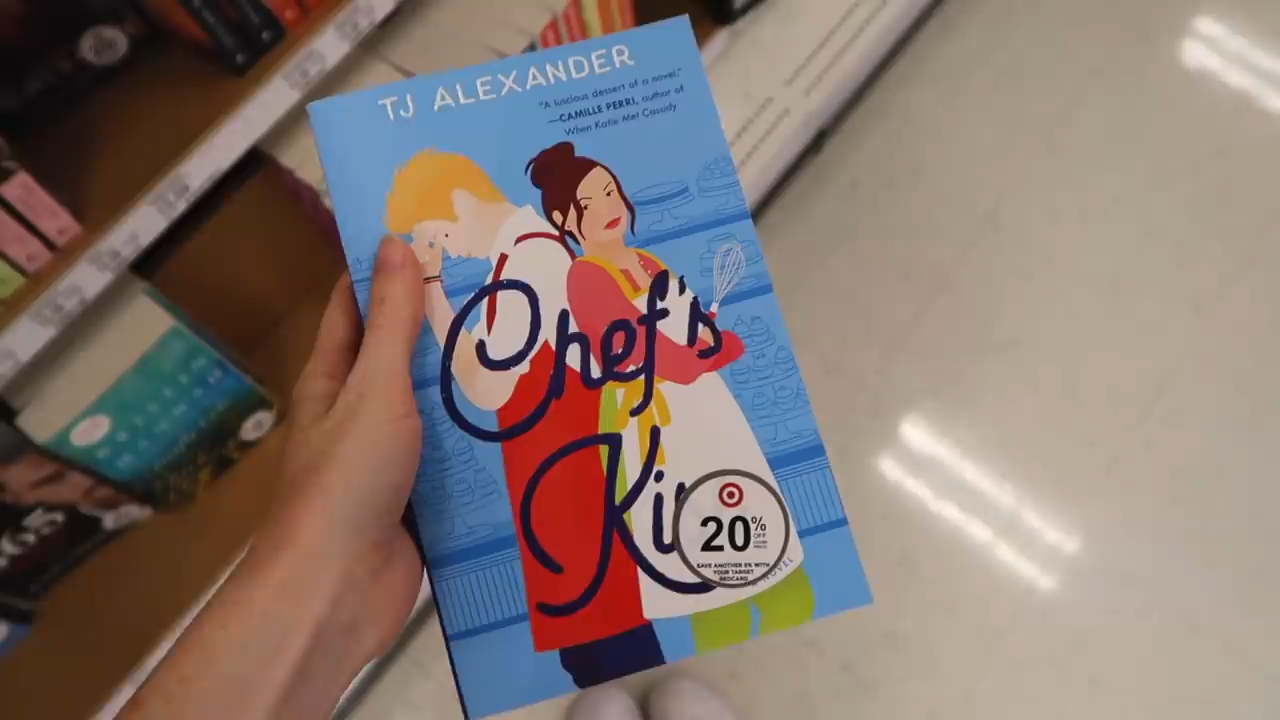 TJ ALEXANDER
"A luscious dessert of a novel."
—CAMILLE PERRI, author of
When Katie Met Cassidy
Chef's
Ki
20% OFF
SAVE ANOTHER 5% WITH
YOUR TARGET
REDCARD
NOVEL